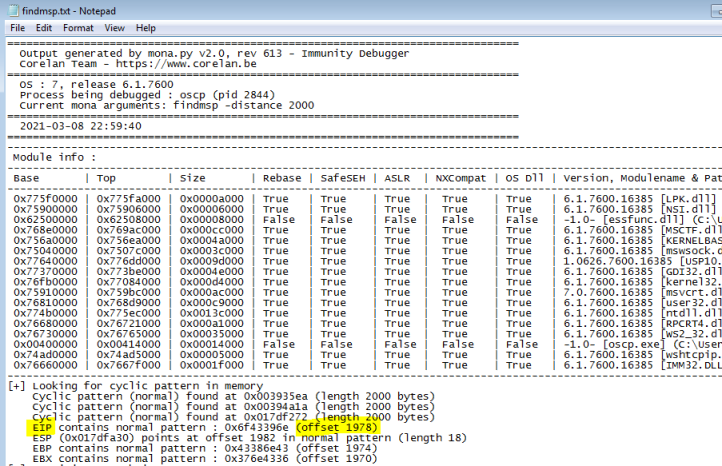 findmsp.txt - Notepad
File Edit Format View Help
================================================================================
Output generated by mona.py v2.0, rev 613 - Immunity Debugger
Corelan Team - https://www.corelan.be
================================================================================
OS : 7, release 6.1.7600
Process being debugged : oscp (pid 2844)
Current mona arguments: findmsp -distance 2000
================================================================================
2021-03-08 22:59:40
================================================================================
--------------------------------------------------------------------------------
Module info :
--------------------------------------------------------------------------------
Base | Top | Size | Rebase | SafeSEH | ASLR | NXCompat | OS Dll | Version, Modulename & Pat
--------------------------------------------------------------------------------
0x775f0000 | 0x775fa000 | 0x0000a000 | True | True | True | True | True | 6.1.7600.16385 [LPK.dll]
0x75900000 | 0x75906000 | 0x00006000 | True | True | True | True | True | 6.1.7600.16385 [NSI.dll]
0x62500000 | 0x62508000 | 0x00008000 | False | False | False | False | False | -1.0- [essfunc.dll] (C:\U
0x768e0000 | 0x769ac000 | 0x000cc000 | True | True | True | True | True | 6.1.7600.16385 [MSCTF.dll
0x756a0000 | 0x756ea000 | 0x0004a000 | True | True | True | True | True | 6.1.7600.16385 [KERNELBAS
0x75040000 | 0x7507c000 | 0x0003c000 | True | True | True | True | True | 6.1.7600.16385 [mswsock.d
0x77640000 | 0x776dd000 | 0x0009d000 | True | True | True | True | True | 1.0626.7600.16385 [USP10.
0x77370000 | 0x773be000 | 0x0004e000 | True | True | True | True | True | 6.1.7600.16385 [GDI32.dll
0x76fb0000 | 0x77084000 | 0x000d4000 | True | True | True | True | True | 6.1.7600.16385 [kernel32.
0x75910000 | 0x759bc000 | 0x000ac000 | True | True | True | True | True | 7.0.7600.16385 [msvcrt.dl
0x76810000 | 0x768d9000 | 0x000c9000 | True | True | True | True | True | 6.1.7600.16385 [user32.dl
0x774b0000 | 0x775ec000 | 0x0013c000 | True | True | True | True | True | 6.1.7600.16385 [ntdll.dll
0x76680000 | 0x76721000 | 0x000a1000 | True | True | True | True | True | 6.1.7600.16385 [RPCRT4.dl
0x76730000 | 0x76765000 | 0x00035000 | True | True | True | True | True | 6.1.7600.16385 [WS2_32.dl
0x00400000 | 0x00414000 | 0x00014000 | False | False | False | False | False | -1.0- [oscp.exe] (C:\User
0x74ad0000 | 0x74ad5000 | 0x00005000 | True | True | True | True | True | 6.1.7600.16385 [wshtcpip.
0x76660000 | 0x7667f000 | 0x0001f000 | True | True | True | True | True | 6.1.7600.16385 [IMM32.DLL
--------------------------------------------------------------------------------
[+] Looking for cyclic pattern in memory
Cyclic pattern (normal) found at 0x003935ea (length 2000 bytes)
Cyclic pattern (normal) found at 0x00394a1a (length 2000 bytes)
Cyclic pattern (normal) found at 0x017df272 (length 2000 bytes)
EIP contains normal pattern : 0x6f43396e (offset 1978)
ESP (0x017dfa30) points at offset 1982 in normal pattern (length 18)
EBP contains normal pattern : 0x43386e43 (offset 1974)
EBX contains normal pattern : 0x376e4336 (offset 1970)